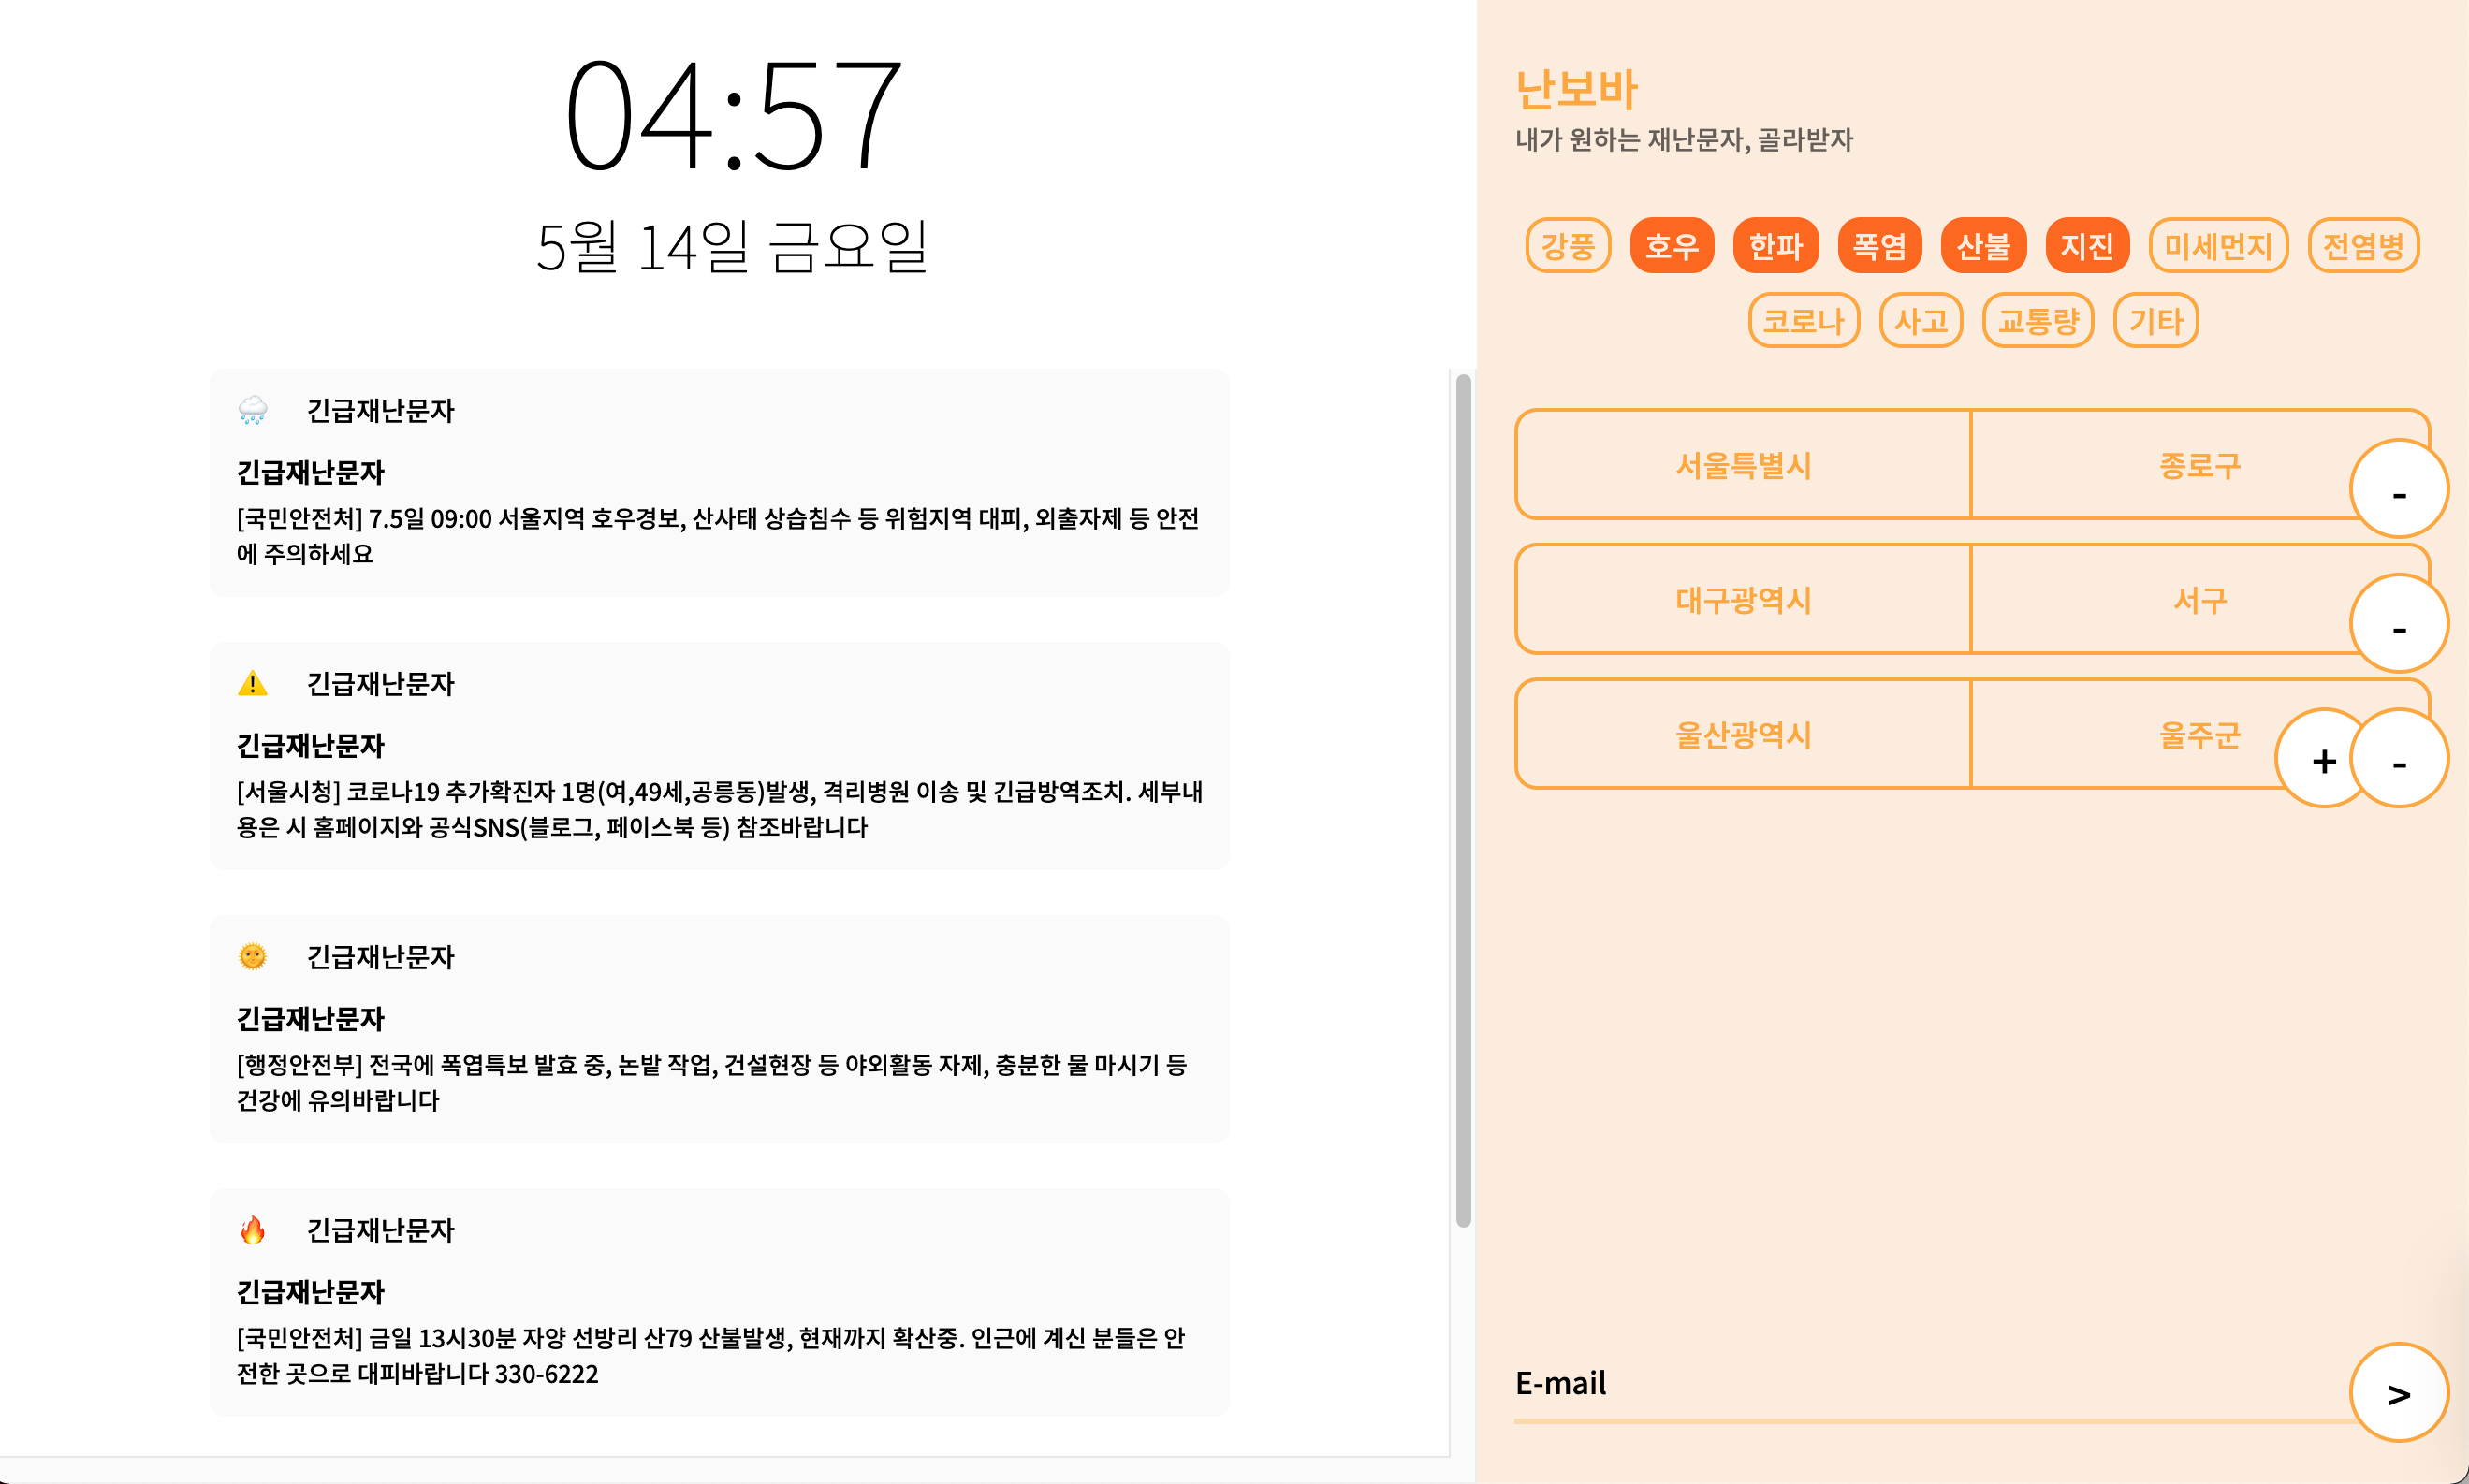 04:57
5월 14일 금요일
긴급재난문자
긴급재난문자
[국민안전처] 7.5일 09:00 서울지역 호우경보, 산사태 상습침수 등 위험지역 대피, 외출자제 등 안전
에 주의하세요
긴급재난문자
긴급재난문자
[서울시청] 코로나19 추가확진자 1명(여,49세,공릉동)발생, 격리병원 이송 및 긴급방역조치. 세부내
용은 시 홈페이지와 공식SNS(블로그, 페이스북 등) 참조바랍니다
긴급재난문자
긴급재난문자
[행정안전부] 전국에 폭엽특보 발효 중, 논밭 작업, 건설현장 등 야외활동 자제, 충분한 물 마시기 등
건강에 유의바랍니다
긴급재난문자
긴급재난문자
[국민안전처] 금일 13시30분 자양 선방리 산79 산불발생, 현재까지 확산중. 인근에 계신 분들은 안
전한 곳으로 대피바랍니다 330-6222
난보바
내가 원하는 재난문자, 골라받자
강풍 호우 한파 폭염 산불 지진 미세먼지 전염병
코로나 사고 교통량 기타
서울특별시 종로구 -
대구광역시 서구 -
울산광역시 울주군 + -
E-mail >